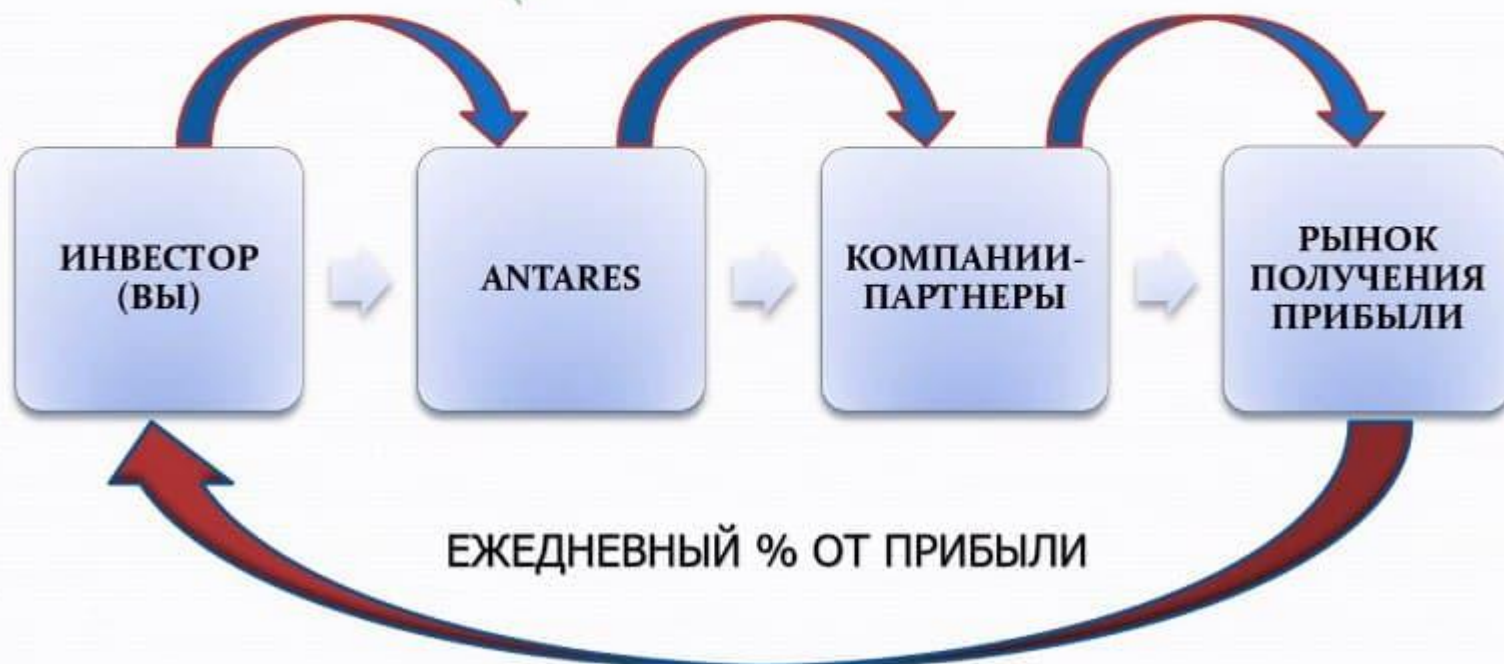 ИНВЕСТОР
(ВЫ)
ANTARES
КОМПАНИИ-
ПАРТНЕРЫ
РЫНОК
ПОЛУЧЕНИЯ
ПРИБЫЛИ
ЕЖЕДНЕВНЫЙ % ОТ ПРИБЫЛИ